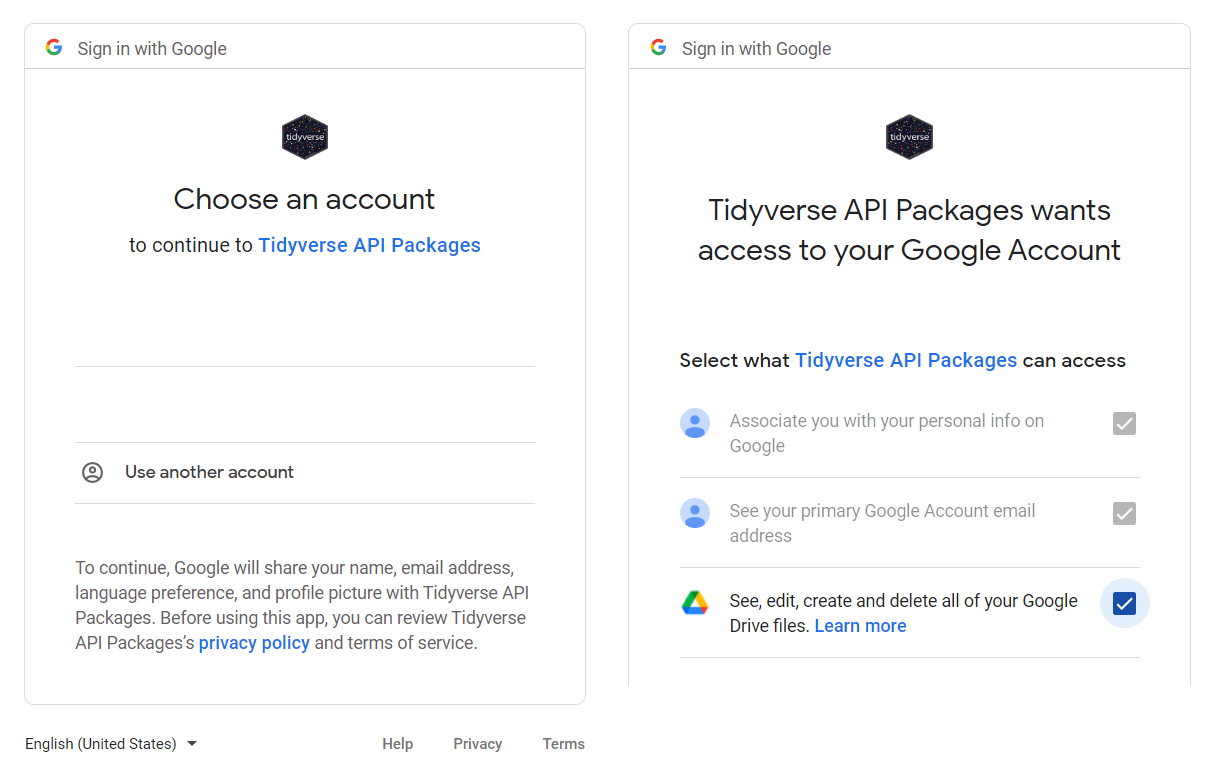 Sign in with Google
tidyverse
Choose an account
to continue to Tidyverse API Packages
Use another account
To continue, Google will share your name, email address,
language preference, and profile picture with Tidyverse API
Packages. Before using this app, you can review Tidyverse
API Packages’s privacy policy and terms of service.
English (United States)
Help
Privacy
Terms
Sign in with Google
tidyverse
Tidyverse API Packages wants
access to your Google Account
Select what Tidyverse API Packages can access
Associate you with your personal info on
Google
See your primary Google Account email
address
See, edit, create and delete all of your Google
Drive files. Learn more